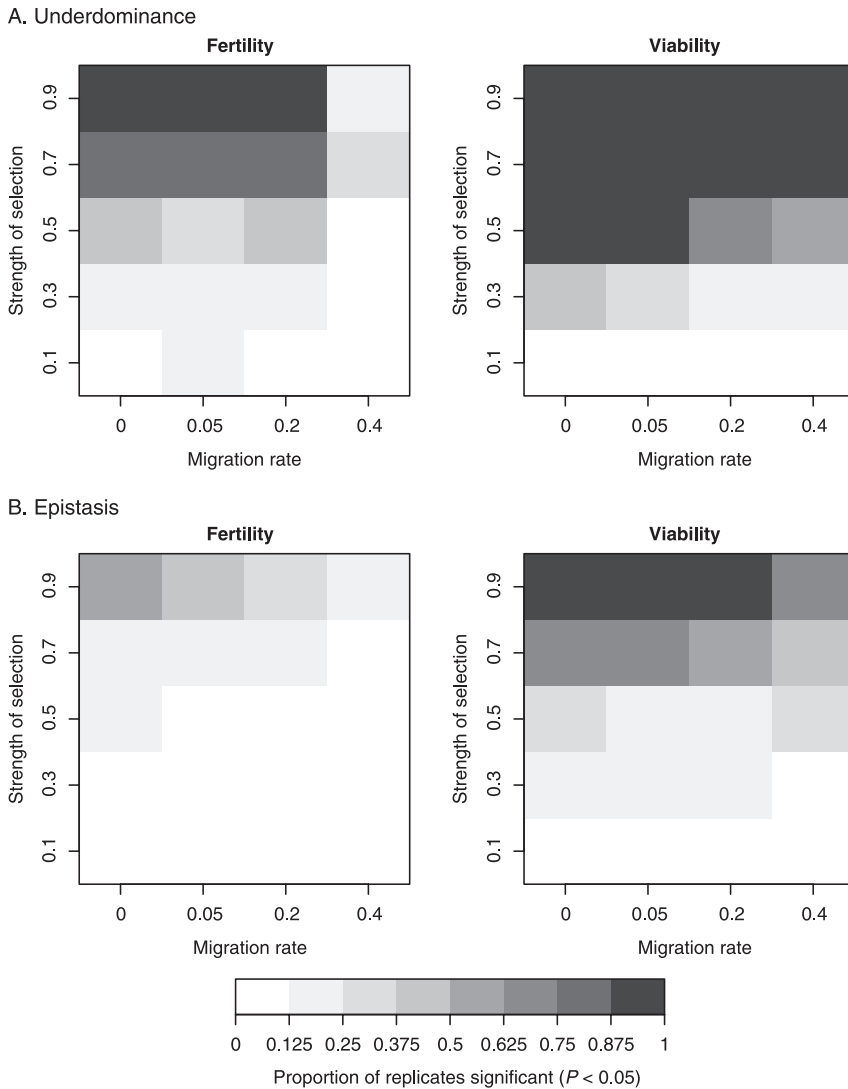 A. Underdominance
Fertility
Viability
Strength of selection
0.9
0.7
0.5
0.3
0.1
0 0.05 0.2 0.4
Migration rate
Strength of selection
0.9
0.7
0.5
0.3
0.1
0 0.05 0.2 0.4
Migration rate
B. Epistasis
Fertility
Viability
Strength of selection
0.9
0.7
0.5
0.3
0.1
0 0.05 0.2 0.4
Migration rate
Strength of selection
0.9
0.7
0.5
0.3
0.1
0 0.05 0.2 0.4
Migration rate
0 0.125 0.25 0.375 0.5 0.625 0.75 0.875 1
Proportion of replicates significant (P < 0.05)